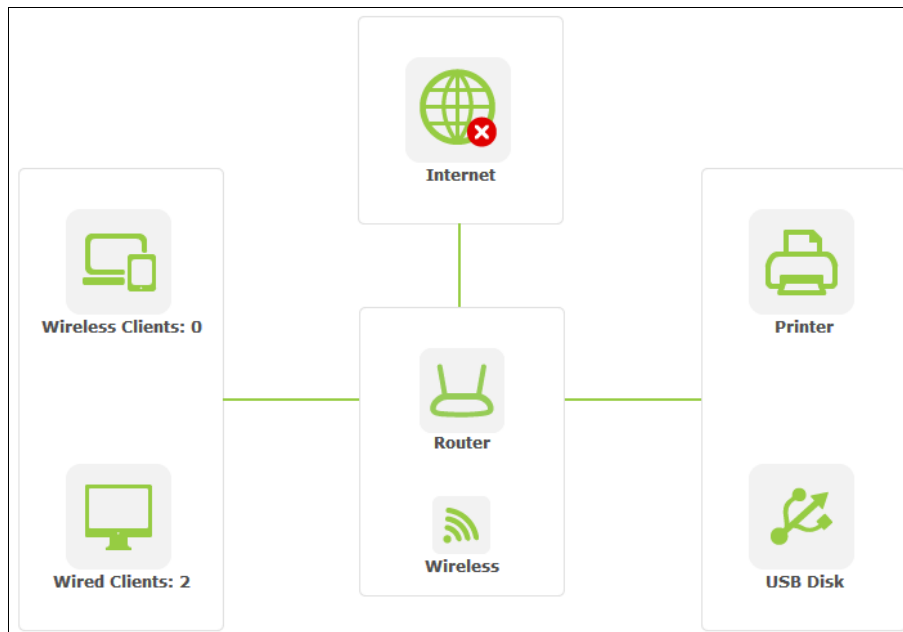 Internet
Wireless Clients: 0
Printer
Router
Wireless
Wired Clients: 2
USB Disk